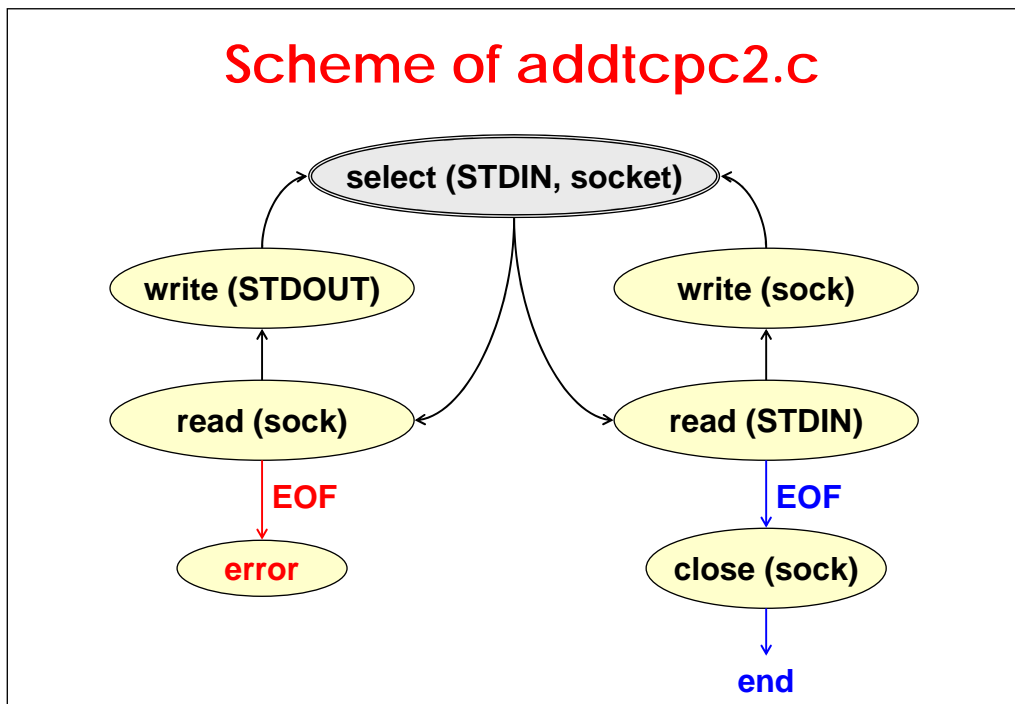 Scheme of addtcpc2.c
select (STDIN, socket)
write (STDOUT)
write (sock)
read (sock)
read (STDIN)
EOF
EOF
error
close (sock)
end